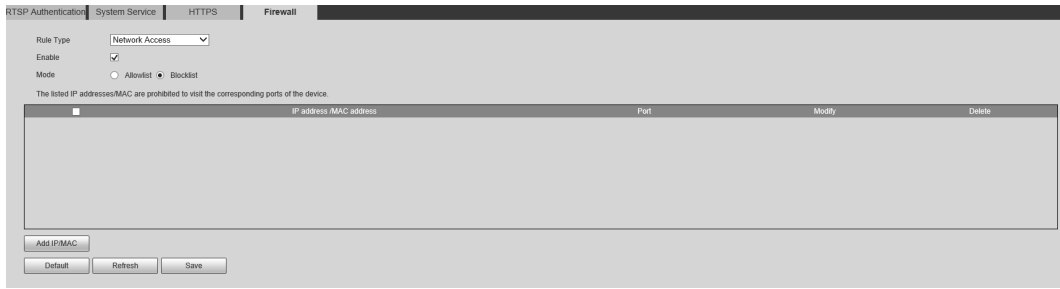 RTSP Authentication System Service HTTPS Firewall
Rule Type Network Access
Enable
Mode Allowlist Blocklist
The listed IP addresses/MAC are prohibited to visit the corresponding ports of the device.
IP address /MAC address Port Modify Delete
Add IP/MAC
Default Refresh Save